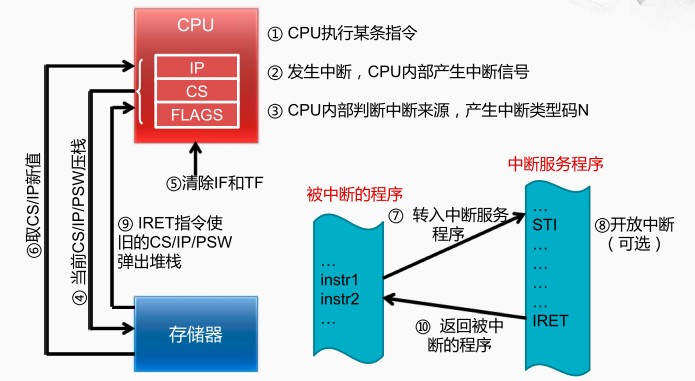 CPU
IP
CS
FLAGS
① CPU执行某条指令
② 发生中断，CPU内部产生中断信号
③ CPU内部判断中断来源，产生中断类型码N
⑤清除IF和TF
⑥取CS/IP新值
④ 当前CS/IP/PSW压栈
⑨ IRET指令使
旧的CS/IP/PSW
弹出堆栈
存储器
被中断的程序
…
instr1
instr2
…
⑦ 转入中断服务
程序
中断服务程序
…
STI
…
…
…
…
IRET
⑧开放中断
（可选）
⑩ 返回被中
断的程序